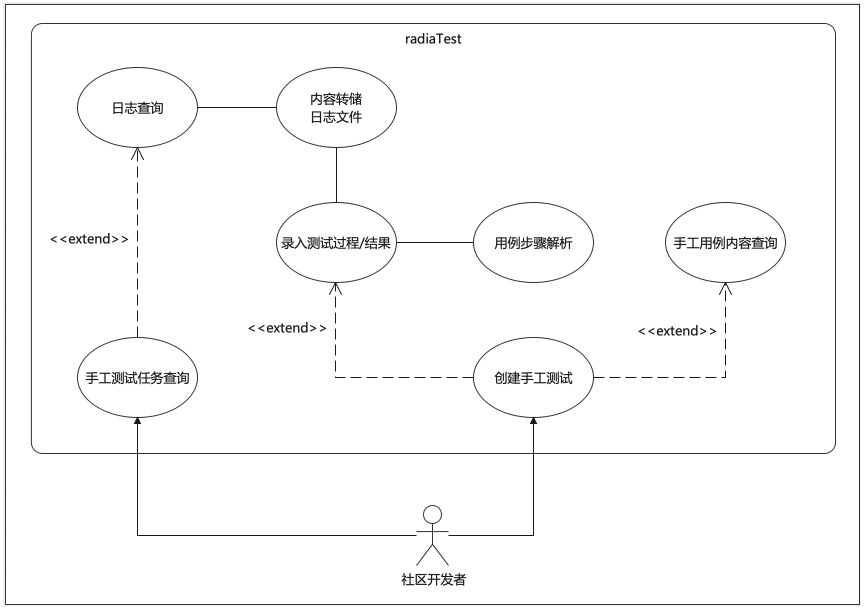 radiaTest
日志查询
内容转储
日志文件
<<extend>>
录入测试过程/结果
用例步骤解析
手工用例内容查询
<<extend>>
<<extend>>
手工测试任务查询
创建手工测试
社区开发者